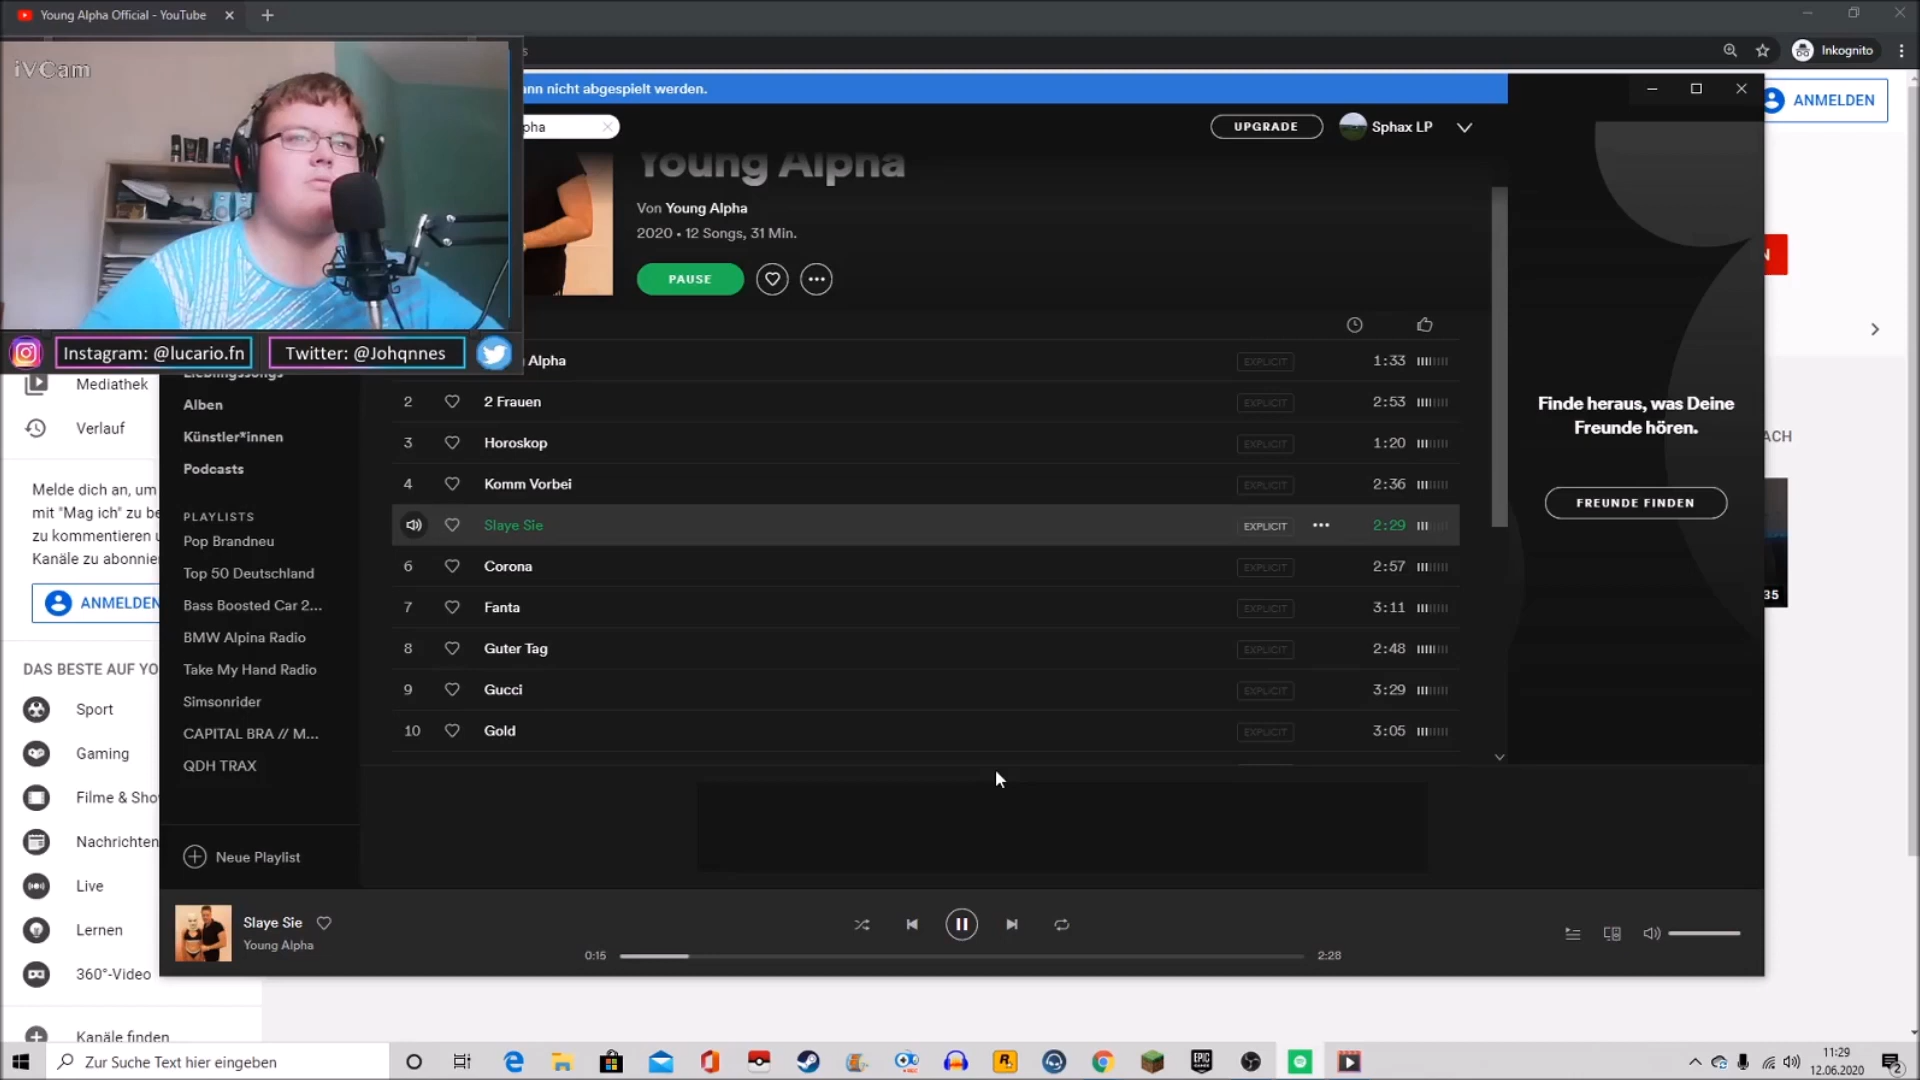 Young Alpha Official - YouTube
Inkognito
iVCam
ann nicht abgespielt werden.
ANMELDEN
pha
UPGRADE
Sphax LP
Young Alpha
Von Young Alpha
2020 • 12 Songs, 31 Min.
PAUSE
Instagram: @lucario.fn
Twitter: @Johqnnes
Alpha
EXPLICIT
1:33
Lieblingssongs
Mediathek
Alben
2
2 Frauen
EXPLICIT
2:53
Finde heraus, was Deine
Freunde hören.
Verlauf
Künstler*innen
3
Horoskop
EXPLICIT
1:20
ACH
Podcasts
4
Komm Vorbei
EXPLICIT
2:36
Melde dich an, um
mit "Mag ich" zu be
zu kommentieren u
Kanäle zu abonnie
FREUNDE FINDEN
PLAYLISTS
Slaye Sie
EXPLICIT
2:29
Pop Brandneu
6
Corona
EXPLICIT
2:57
Top 50 Deutschland
ANMELDEN
Bass Boosted Car 2...
7
Fanta
EXPLICIT
3:11
35
BMW Alpina Radio
8
Guter Tag
EXPLICIT
2:48
DAS BESTE AUF YO
Take My Hand Radio
Sport
Simsonrider
9
Gucci
EXPLICIT
3:29
CAPITAL BRA // M...
10
Gold
EXPLICIT
3:05
Gaming
QDH TRAX
Filme & Sho
Nachrichten
Neue Playlist
Live
Lernen
Slaye Sie
Young Alpha
0:15
2:28
360°-Video
Kanäle finden
Zur Suche Text hier eingeben
EPIC
GAMES
11:29
12.06.2020
2